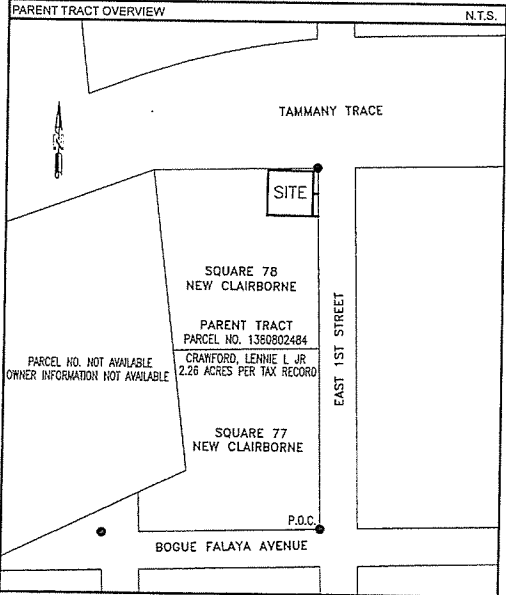 PARENT TRACT OVERVIEW
N.T.S.
TAMMANY TRACE
SITE
SQUARE 78
NEW CLAIRBORNE
PARENT TRACT
PARCEL NO. 1380802484
CRAWFORD, LENNIE L JR
2.26 ACRES PER TAX RECORD
PARCEL NO. NOT AVAILABLE
OWNER INFORMATION NOT AVAILABLE
EAST 1ST STREET
SQUARE 77
NEW CLAIRBORNE
P.O.C.
BOGUE FALAYA AVENUE